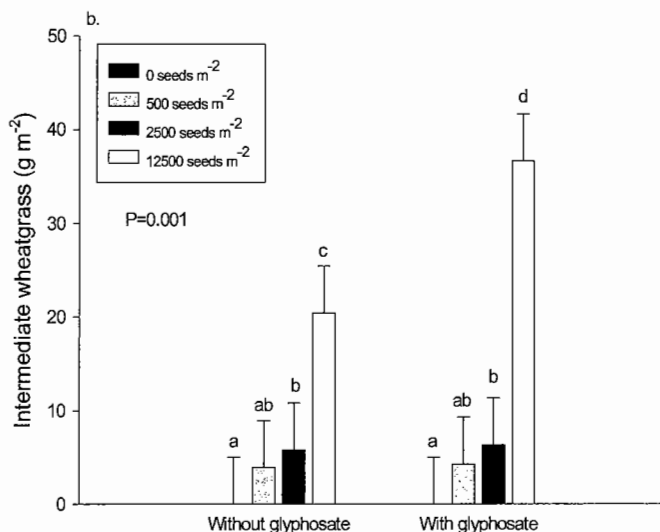 b.
50
40
30
20
10
0
Intermediate wheatgrass (g m-2)
0 seeds m-2
500 seeds m-2
2500 seeds m-2
12500 seeds m-2
P=0.001
a
ab
b
c
a
ab
b
d
Without glyphosate
With glyphosate